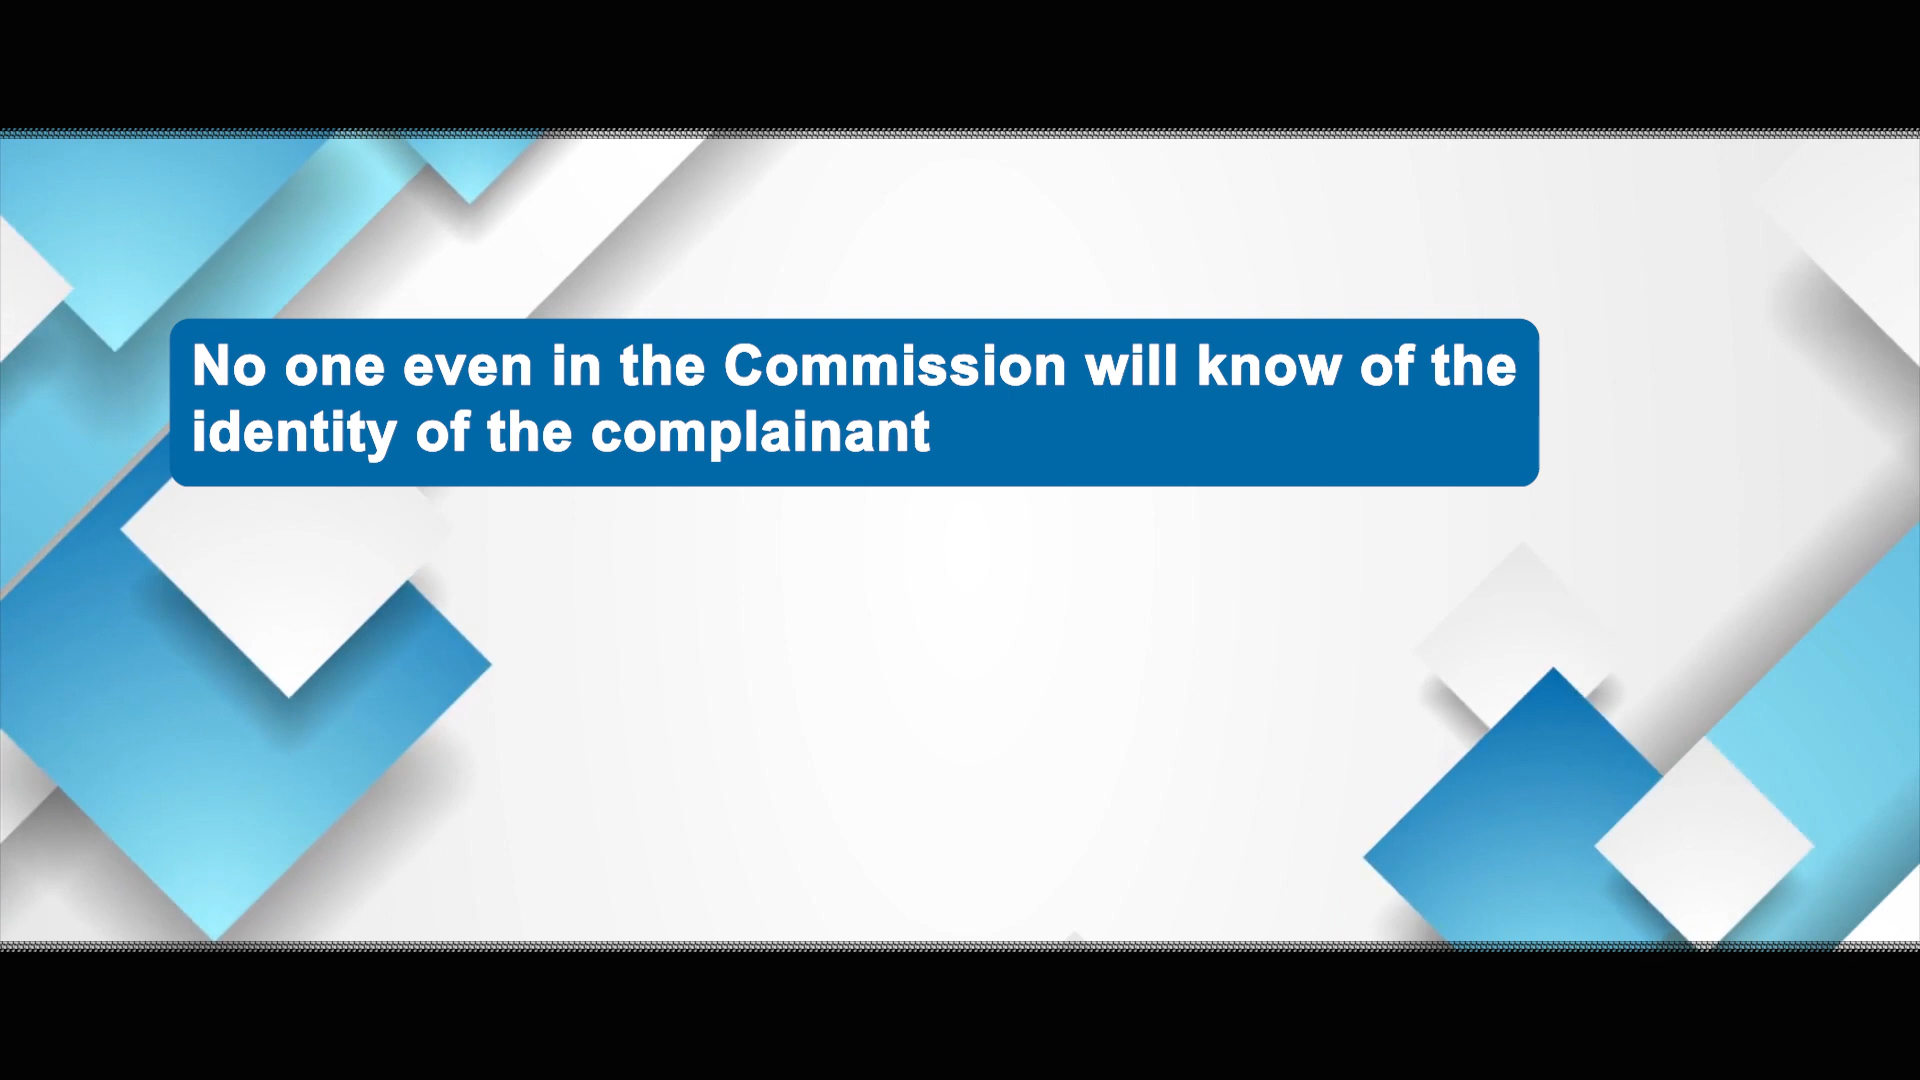 No one even in the Commission will know of the
identity of the complainant